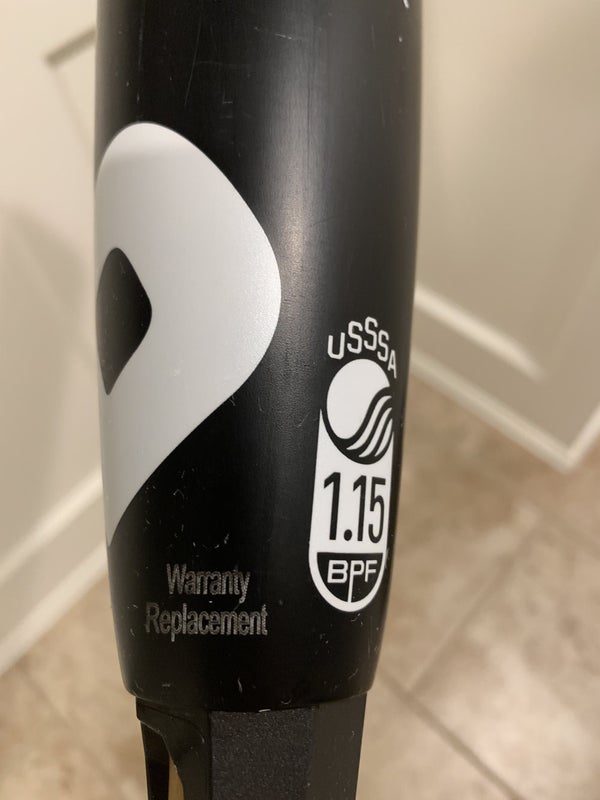 USSSA
1.15
BPF
Warranty
Replacement